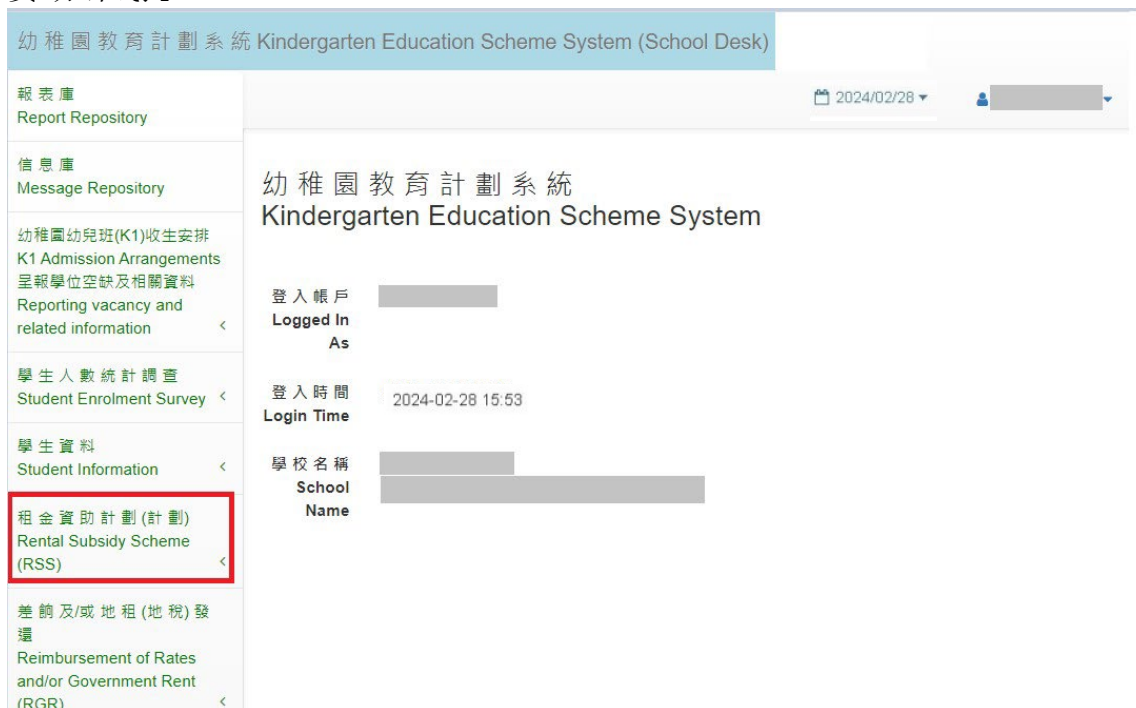 幼稚園教育計劃系統 Kindergarten Education Scheme System (School Desk)
報表庫
Report Repository
2024/02/28
信息庫
Message Repository
幼稚園幼兒班(K1)收生安排
K1 Admission Arrangements
呈報學位空缺及相關資料
Reporting vacancy and
related information <
學生人數統計調查
Student Enrolment Survey <
學生資料
Student Information <
租金資助計劃(計劃)
Rental Subsidy Scheme
(RSS) <
差餉及/或地租(地稅)發
還
Reimbursement of Rates
and/or Government Rent
(RGR) <
幼稚園教育計劃系統
Kindergarten Education Scheme System
登入帳戶
Logged In
As
登入時間
Login Time
2024-02-28 15:53
學校名稱
School
Name